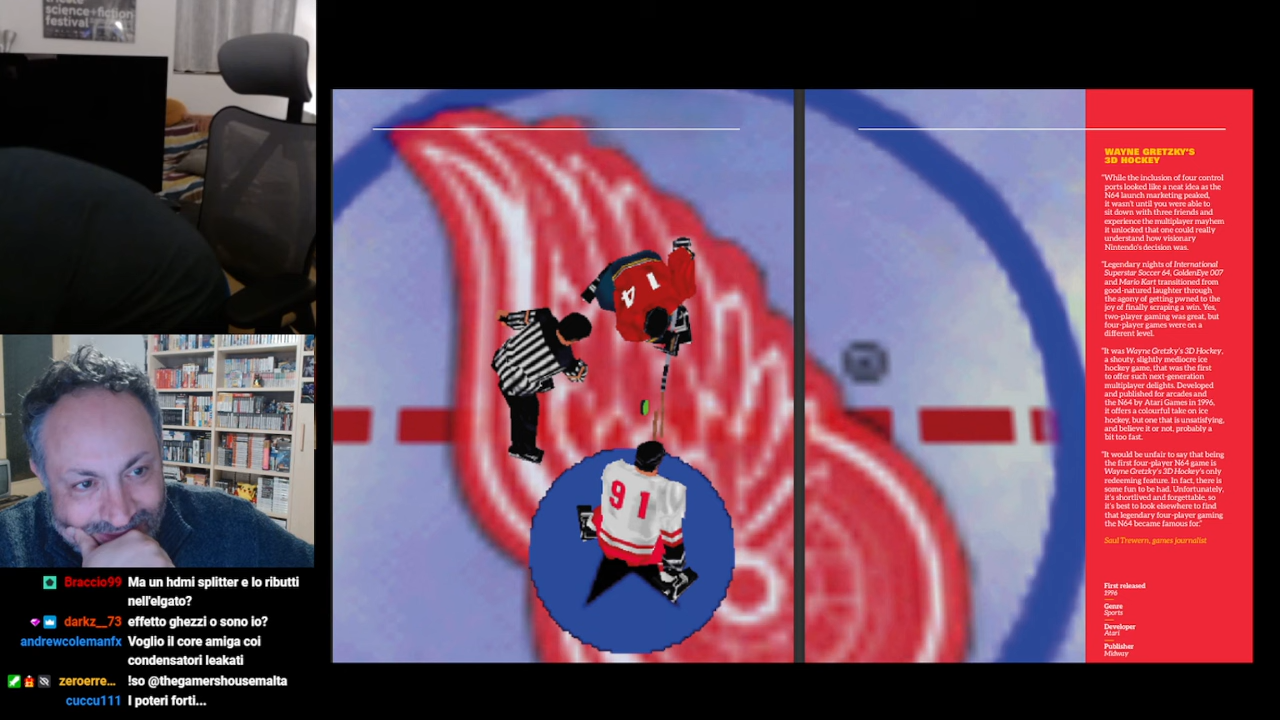 science+fiction
festival
14
91
WAYNE GRETZKY'S
3D HOCKEY
"While the inclusion of four control
ports looked like a neat idea as the
N64 launch marketing peaked,
it wasn't until you were able to
sit down with three friends and
experience the multiplayer mayhem
it unlocked that one could really
understand how visionary
Nintendo's decision was.
"Legendary nights of International
Superstar Soccer 64, GoldenEye 007
and Mario Kart transitioned from
good-natured laughter through
the agony of getting pwned to the
joy of finally scraping a win. Yes,
two-player gaming was great, but
four-player games were on a
different level.
"It was Wayne Gretzky's 3D Hockey,
a shouty, slightly mediocre ice
hockey game, that was the first
to offer such next-generation
multiplayer delights. Developed
and published for arcades and
the N64 by Atari Games in 1996,
it offers a colourful take on ice
hockey, but one that is unsatisfying,
and believe it or not, probably a
bit too fast.
"It would be unfair to say that being
the first four-player N64 game is
Wayne Gretzky's 3D Hockey's only
redeeming feature. In fact, there is
some fun to be had. Unfortunately,
it's shortlived and forgettable, so
it's best to look elsewhere to find
that legendary four-player gaming
the N64 became famous for."
Saul Trewern, games journalist
First released
1996
Genre
Sports
Developer
Atari
Publisher
Midway
Braccio99 Ma un hdmi splitter e lo ributti
nell'elgato?
darkz__73 effetto ghezzi o sono io?
andrewcolemanfx Voglio il core amiga coi
condensatori leakati
zeroerre... !so @thegamershousemalta
cuccu111 I poteri forti...